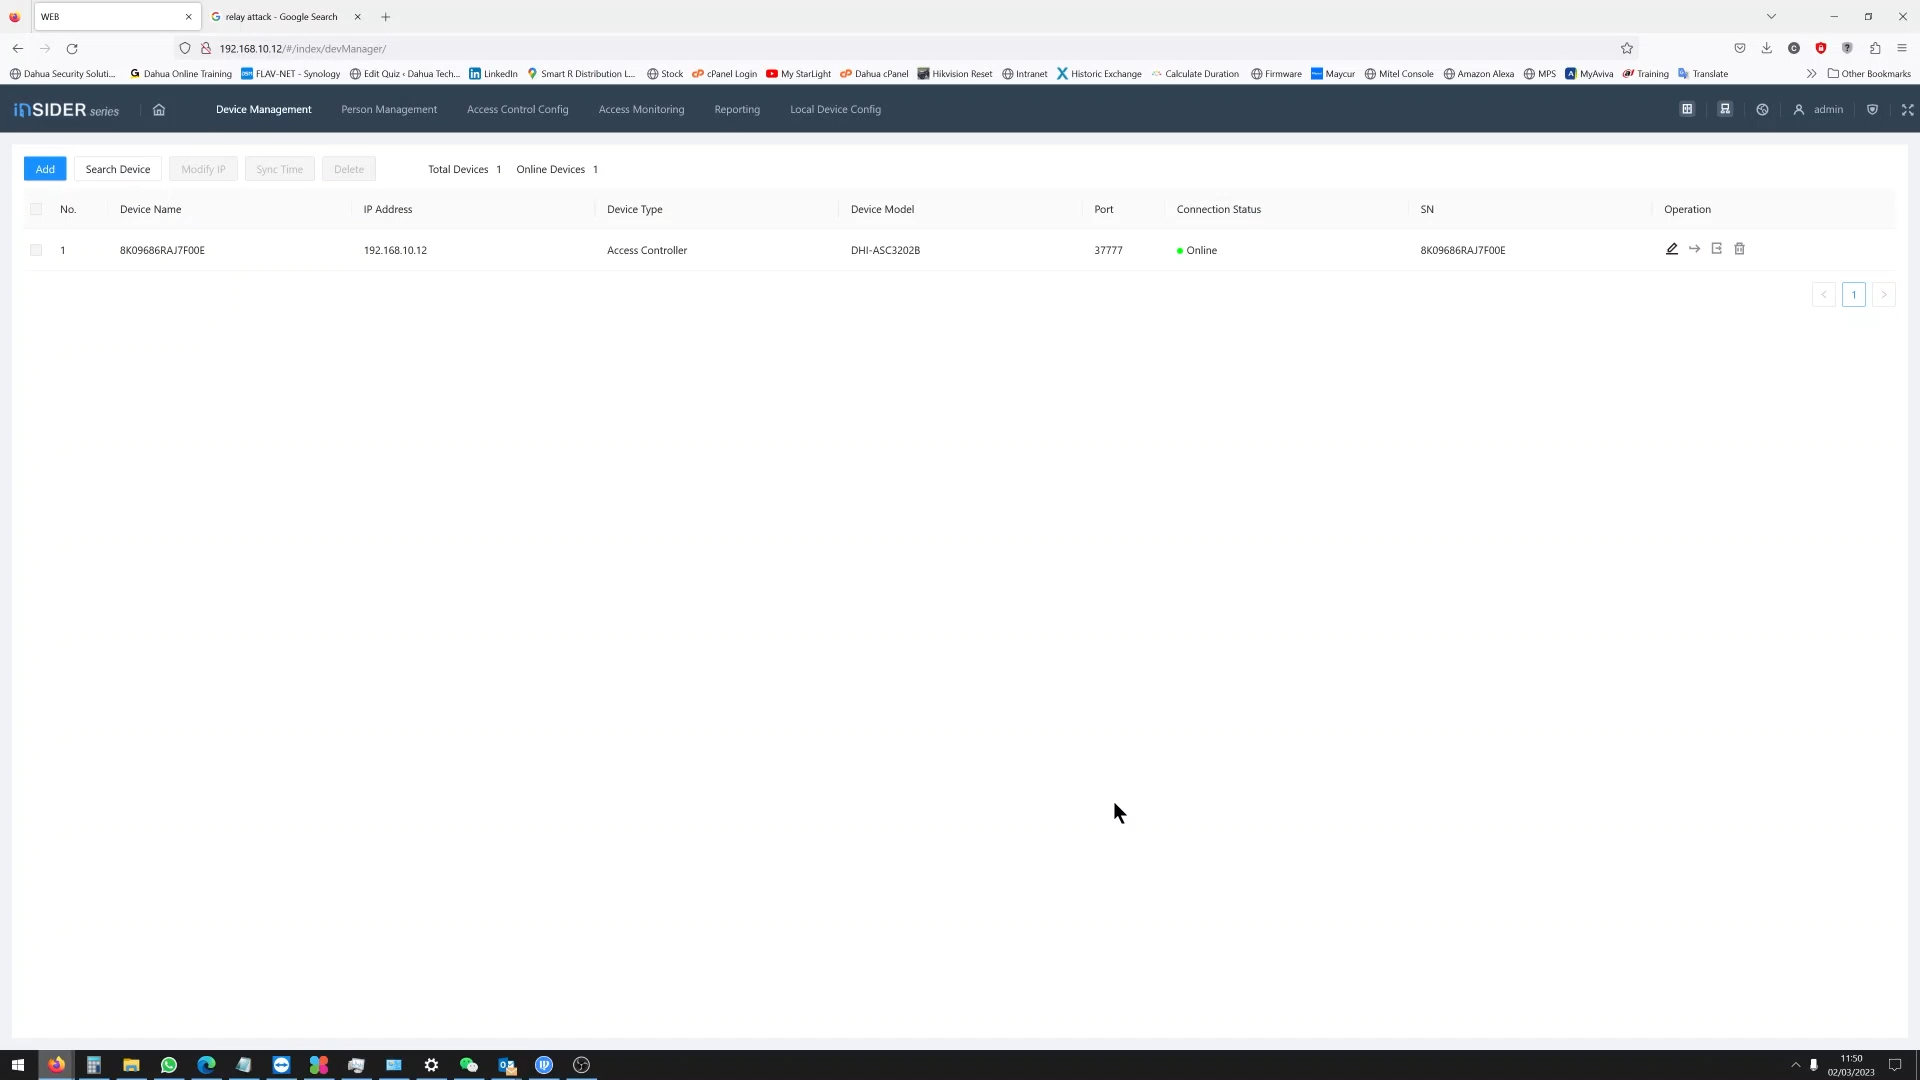 WEB
relay attack - Google Search
192.168.10.12/#/index/devManager/
Dahua Security Soluti...
Dahua Online Training
FLAV-NET - Synology
Edit Quiz ‹ Dahua Tech...
LinkedIn
Smart R Distribution L...
Stock
cPanel Login
My StarLight
Dahua cPanel
Hikvision Reset
Intranet
Historic Exchange
Calculate Duration
Firmware
Maycur
Mitel Console
Amazon Alexa
MPS
MyAviva
Training
Translate
Other Bookmarks
INSIDER series
Device Management
Person Management
Access Control Config
Access Monitoring
Reporting
Local Device Config
admin
Add
Search Device
Modify IP
Sync Time
Delete
Total Devices 1
Online Devices 1
No. Device Name IP Address Device Type Device Model Port Connection Status SN Operation
1 8K09686RAJ7F00E 192.168.10.12 Access Controller DHI-ASC3202B 37777 Online 8K09686RAJ7F00E
< 1 >
11:50
02/03/2023